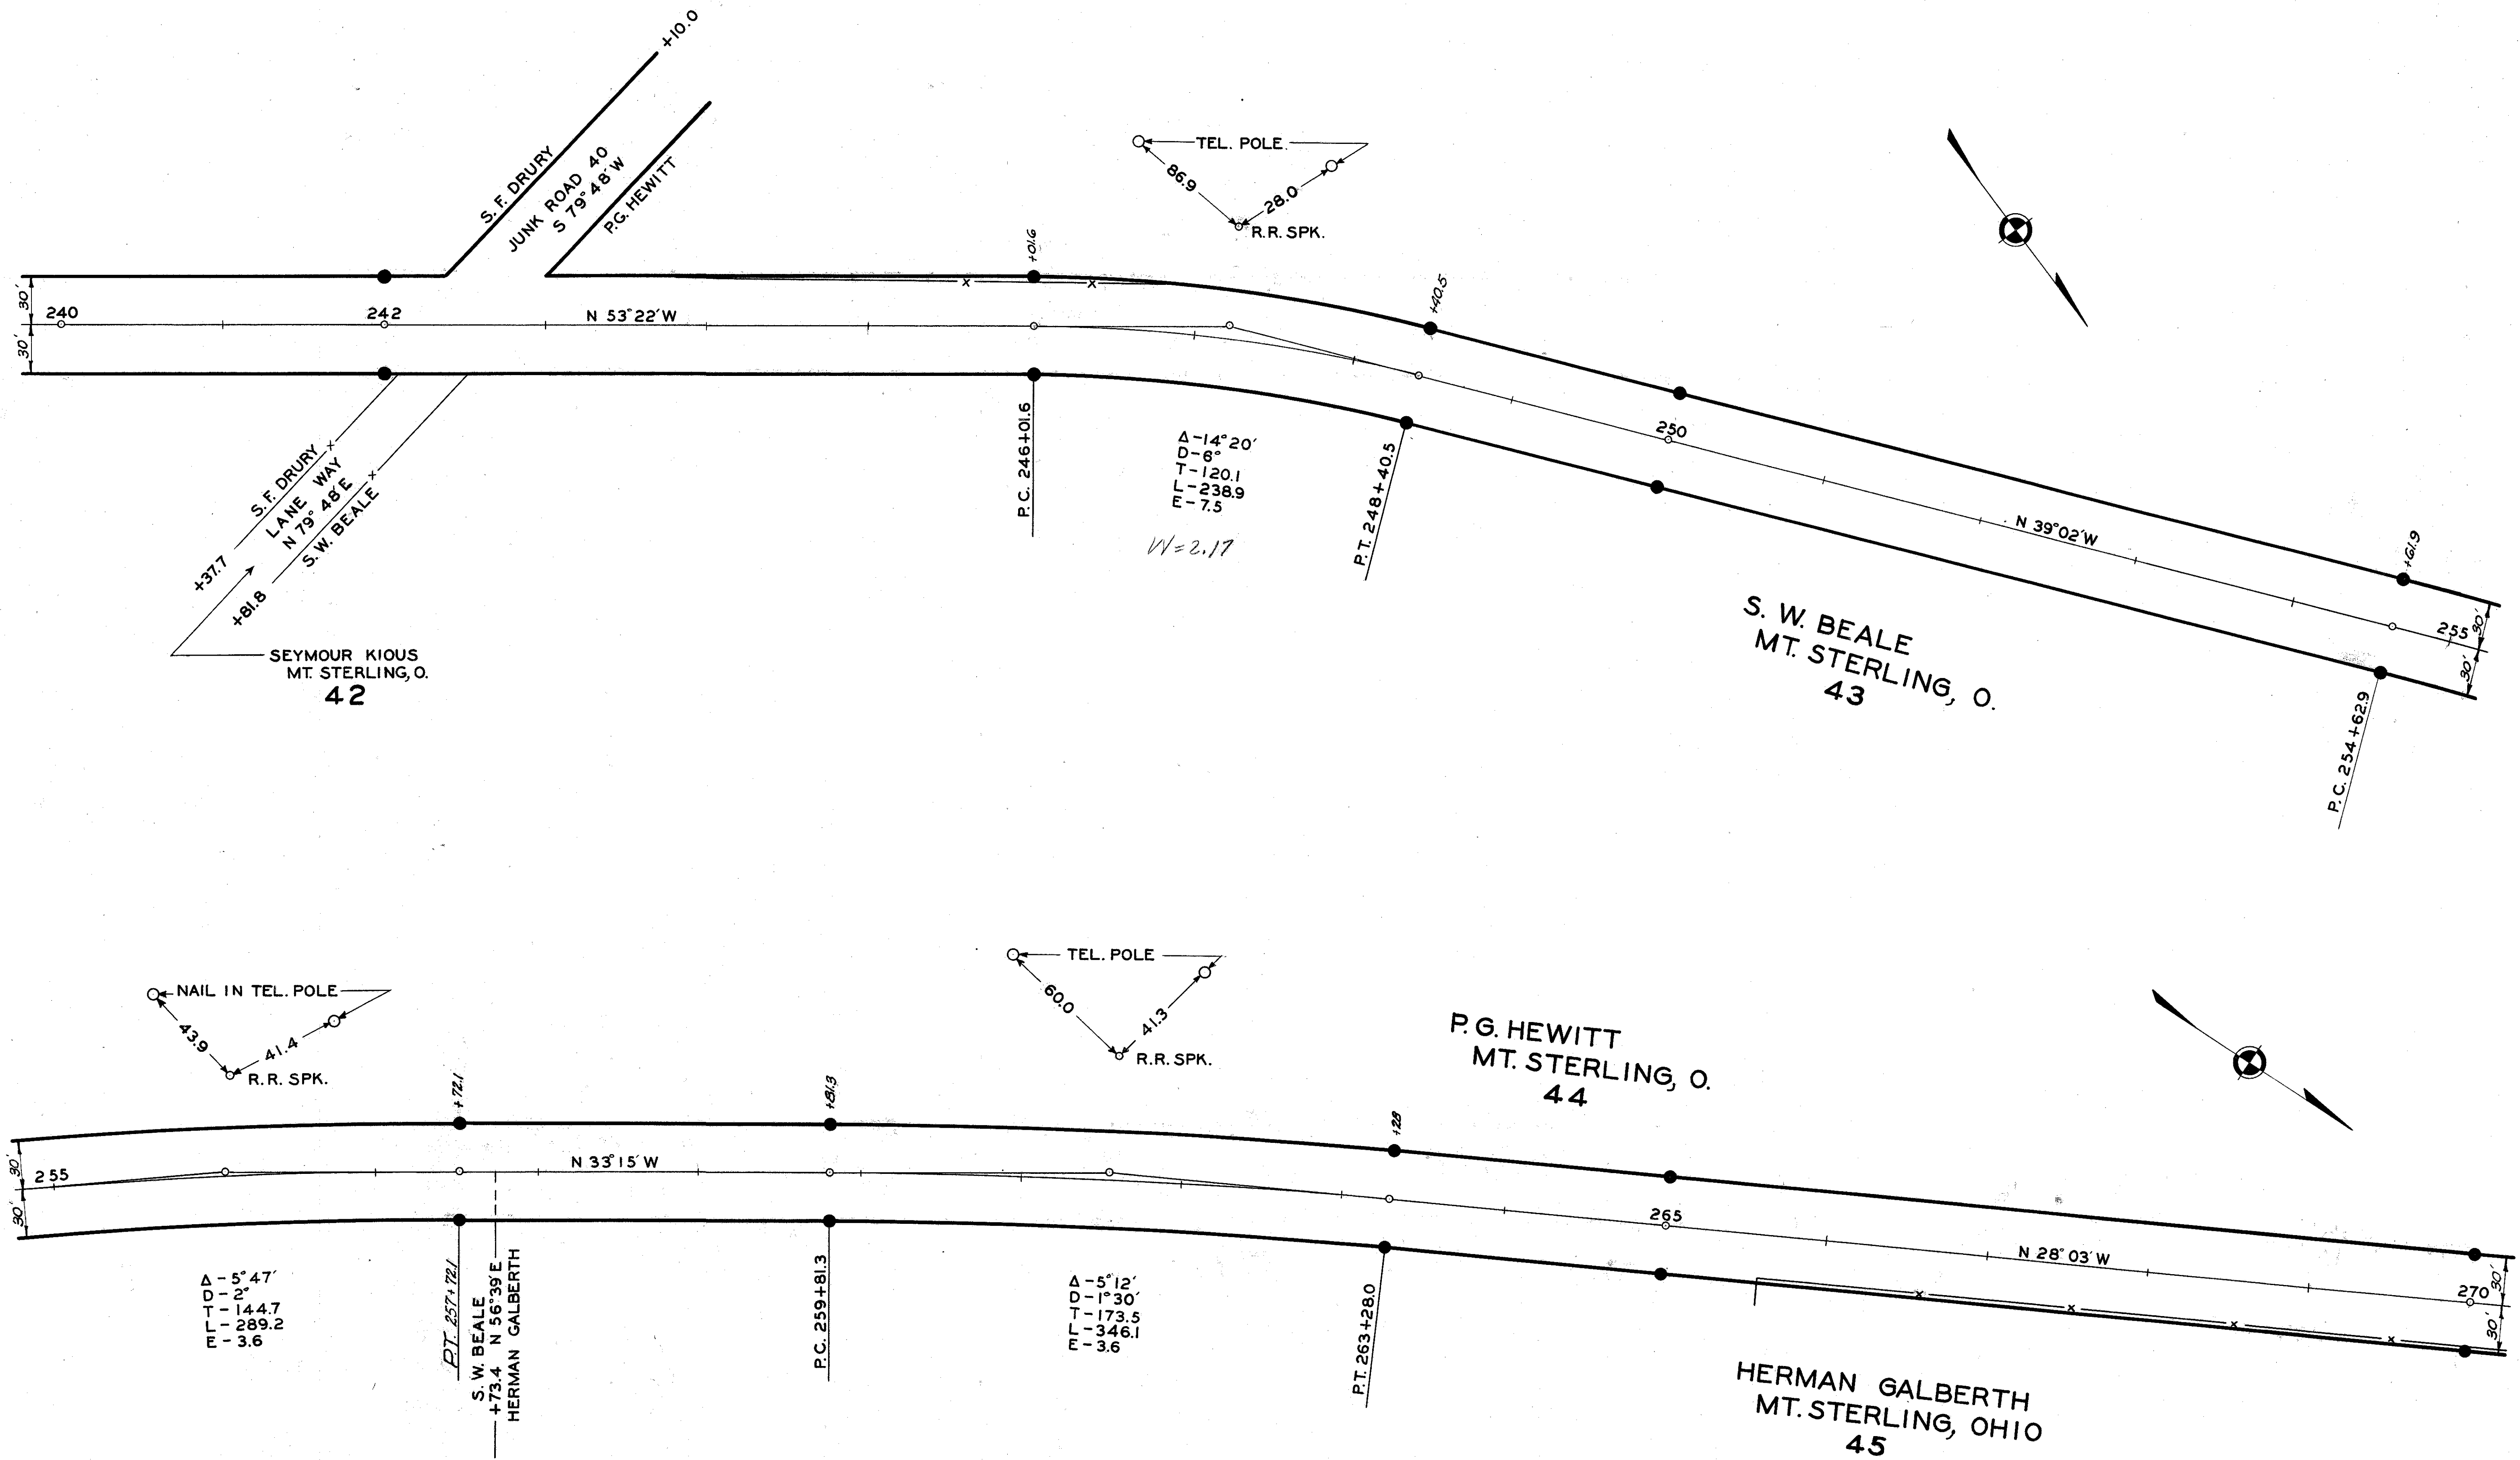 +10.0
S. F. DRURY
JUNK ROAD 40
S 79° 48' W
P.G. HEWITT
TEL. POLE
86.9
28.0
R.R. SPK.
+01.6
+40.5
30'
30'
240
242
N 53° 22' W
S. F. DRURY
LANE WAY
N 79° 48' E
S. W. BEALE
+37.7
+81.8
SEYMOUR KIOUS
MT. STERLING, O.
42
P.C. 246+01.6
Δ-14° 20'
D-6°
T-120.1
L-238.9
E-7.5
W=2.17
P.T. 248+40.5
250
N 39° 02' W
+61.9
255
30'
30'
S. W. BEALE
MT. STERLING, O.
43
P.C. 254+62.9
NAIL IN TEL. POLE
43.9
41.4
R.R. SPK.
TEL. POLE
60.0
41.3
R.R. SPK.
P.G. HEWITT
MT. STERLING, O.
44
+72.1
+81.3
+28
30'
30'
255
N 33° 15' W
265
N 28° 03' W
270
30'
30'
Δ-5° 47'
D-2°
T-144.7
L-289.2
E-3.6
P.T. 257+72.1
S. W. BEALE
+73.4 N 56° 39' E
HERMAN GALBERTH
P.C. 259+81.3
Δ-5° 12'
D-1° 30'
T-173.5
L-346.1
E-3.6
P.T. 263+28.0
HERMAN GALBERTH
MT. STERLING, OHIO
45